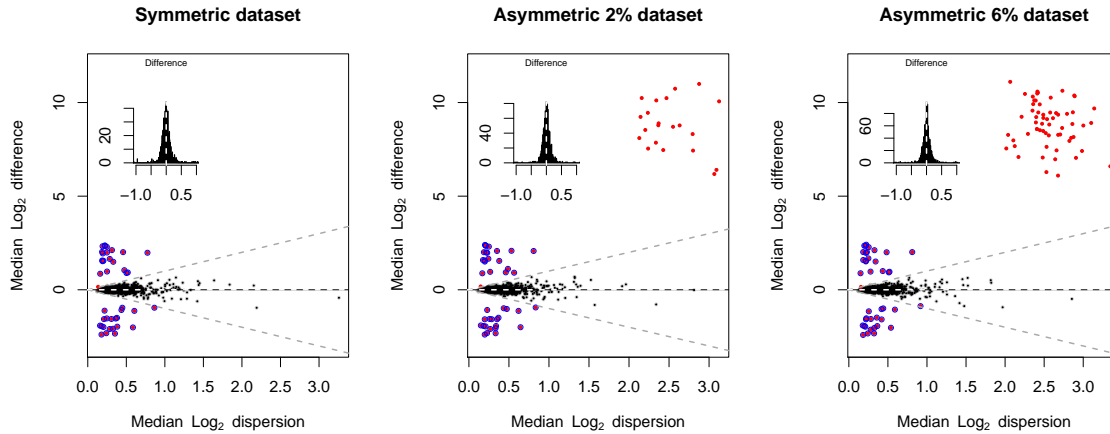 Symmetric dataset
Median Log2 difference
10
5
0
Difference
20
0
−1.0 0.5
0.0 0.5 1.0 1.5 2.0 2.5 3.0
Median Log2 dispersion
Asymmetric 2% dataset
Median Log2 difference
10
5
0
Difference
40
0
−1.0 0.5
0.0 0.5 1.0 1.5 2.0 2.5 3.0
Median Log2 dispersion
Asymmetric 6% dataset
Median Log2 difference
10
5
0
Difference
60
0
−1.0 0.5
0.0 0.5 1.0 1.5 2.0 2.5 3.0
Median Log2 dispersion